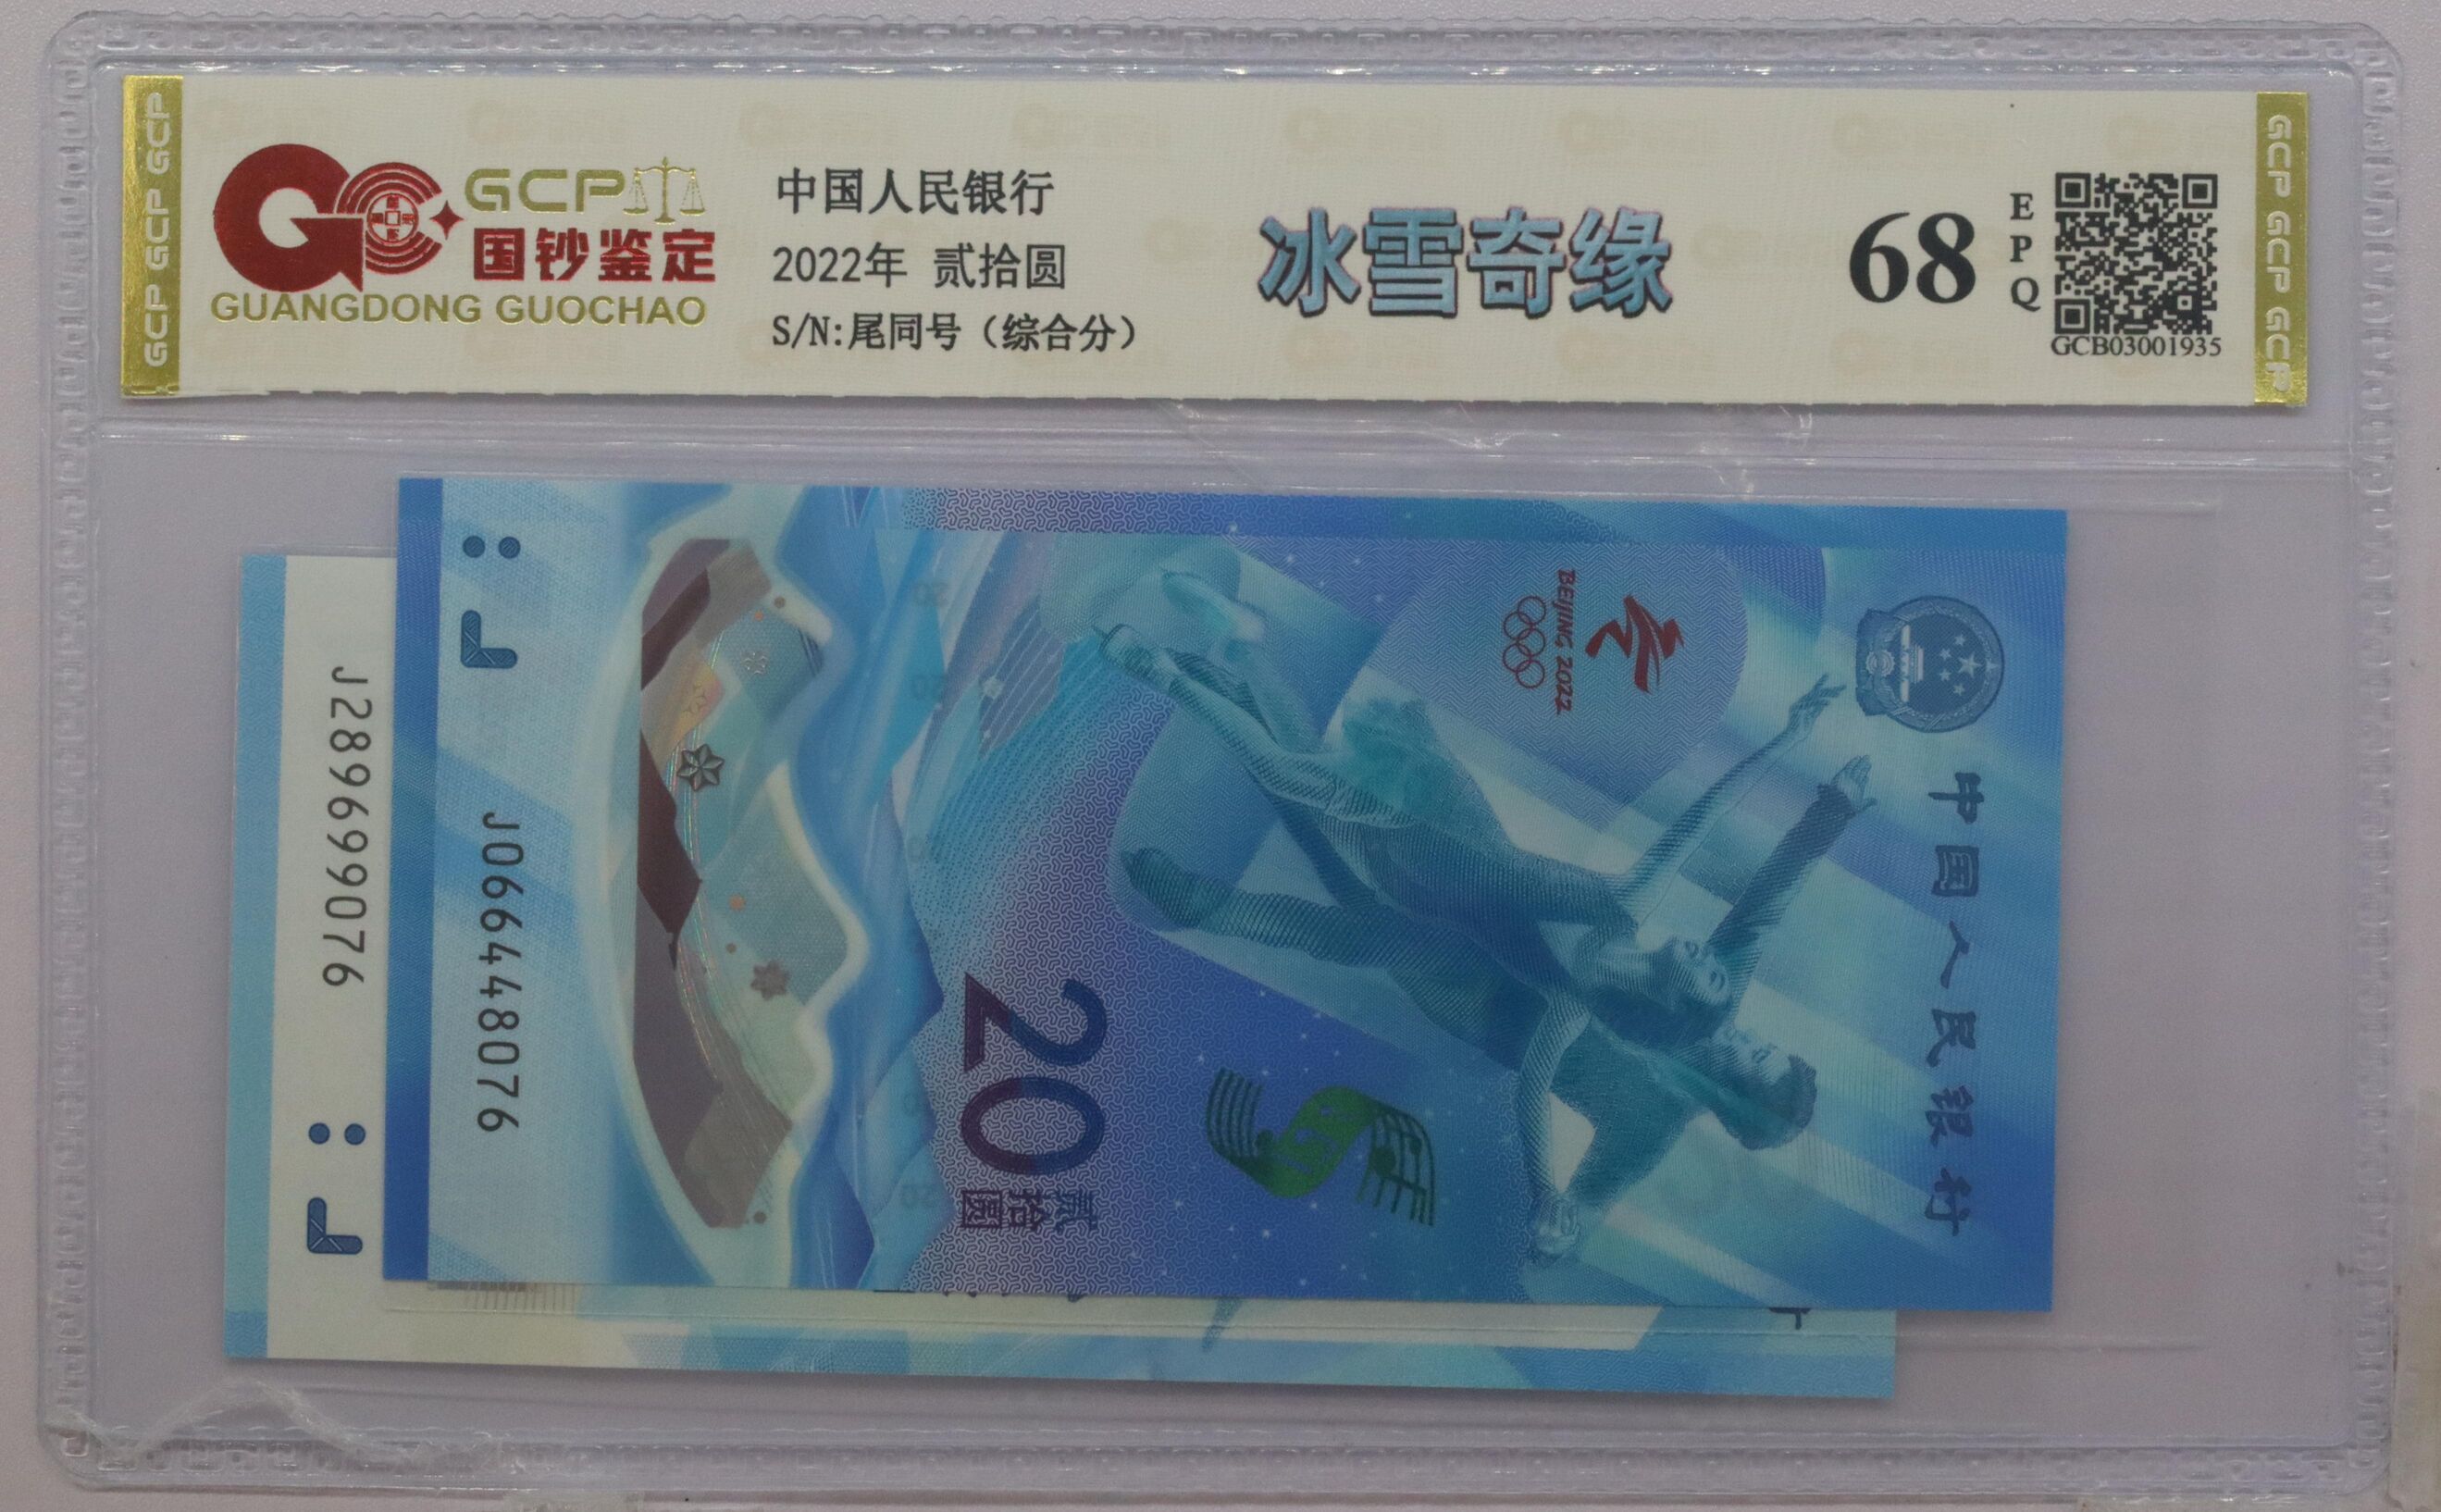 GCP GCP GCP
GCP
国钞鉴定
GUANGDONG GUOCHAO
中国人民银行
2022年 贰拾圆
S/N:尾同号（综合分）
冰雪奇缘
68
EPQ
GCB03001935
GCP GCP GCP
中国人民银行
BEIJING 2022
20
贰拾圆
J066448076
J289699076